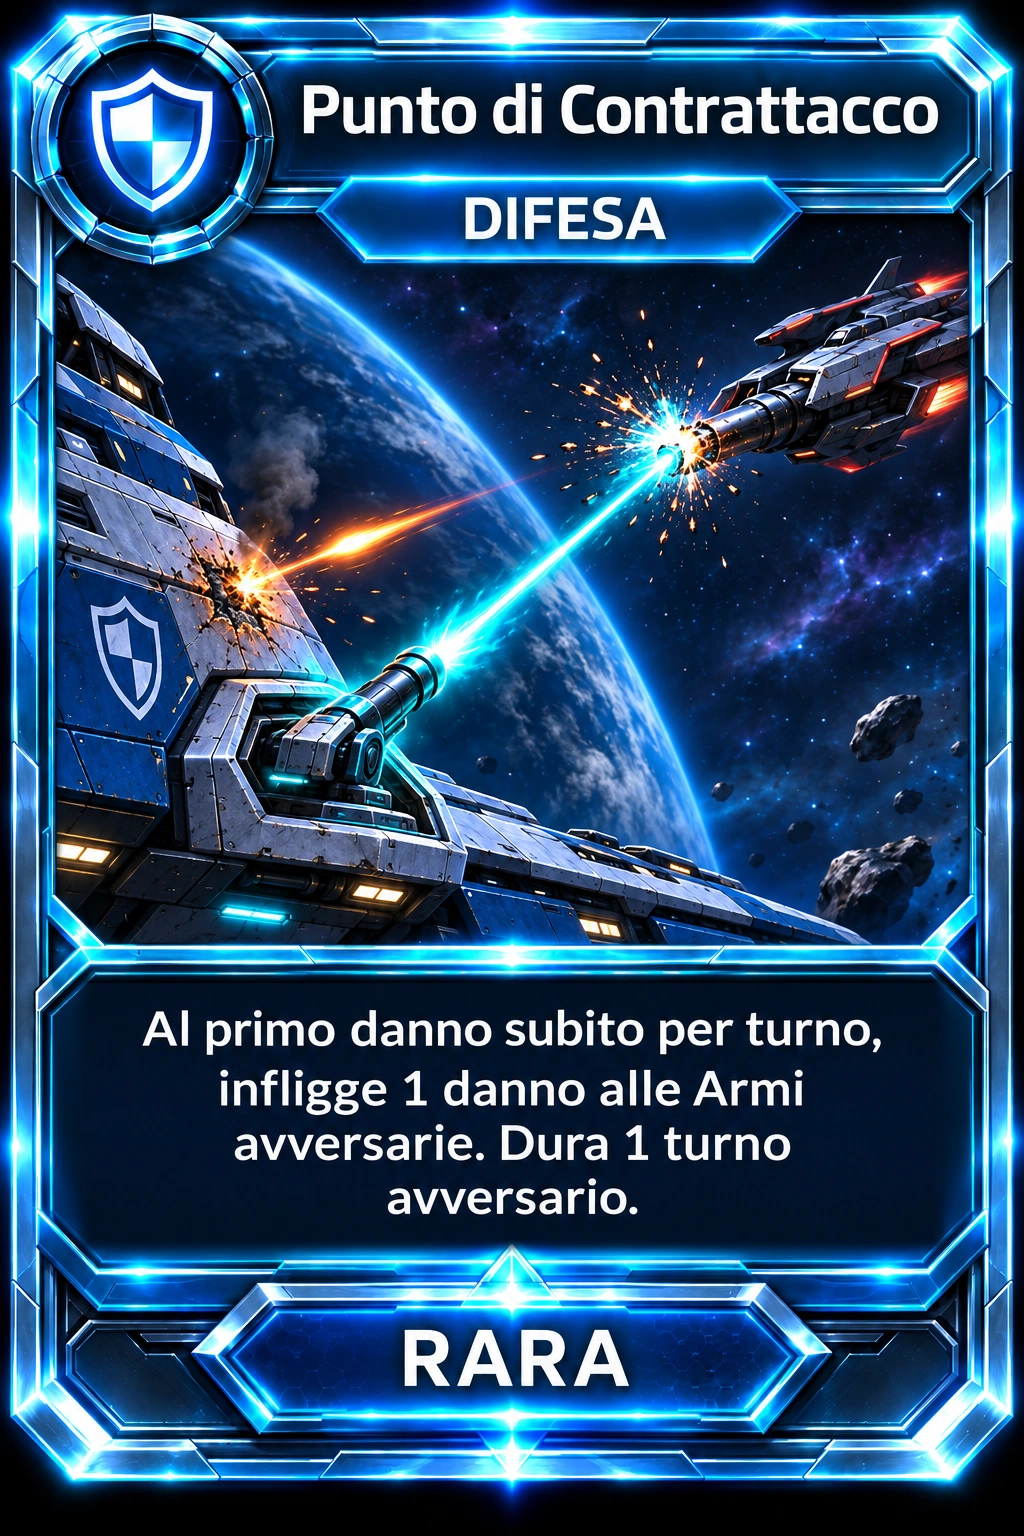 Punto di Contrattacco
DIFESA
Al primo danno subito per turno,
infligge 1 danno alle Armi
avversarie. Dura 1 turno
avversario.
RARA